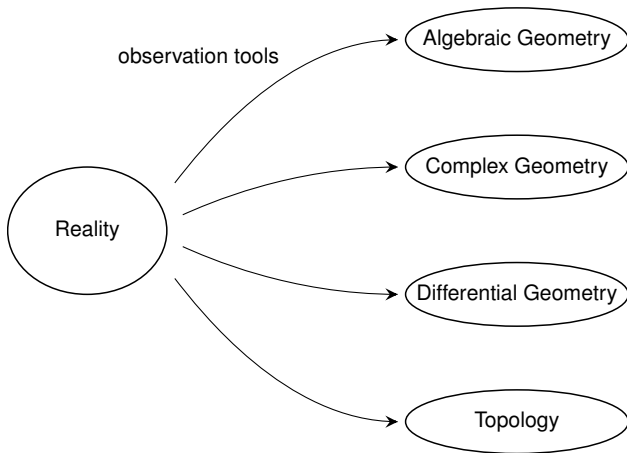 Algebraic Geometry
observation tools
Complex Geometry
Reality
Differential Geometry
Topology